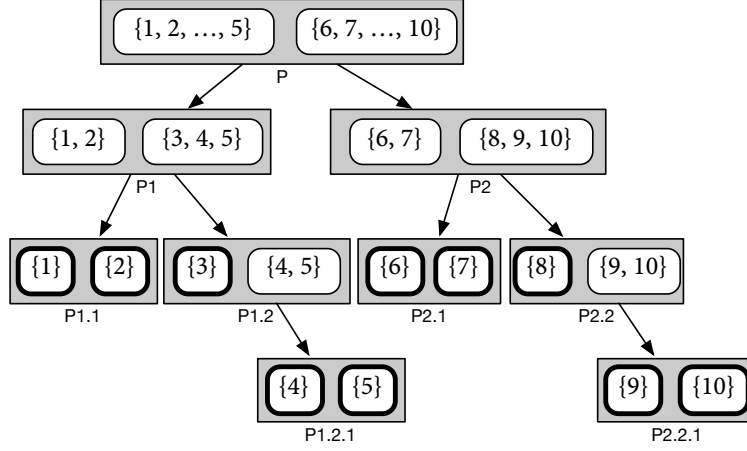 {1, 2, …, 5} {6, 7, …, 10}
P
{1, 2} {3, 4, 5} {6, 7} {8, 9, 10}
P1 P2
{1} {2} {3} {4, 5} {6} {7} {8} {9, 10}
P1.1 P1.2 P2.1 P2.2
{4} {5} {9} {10}
P1.2.1 P2.2.1